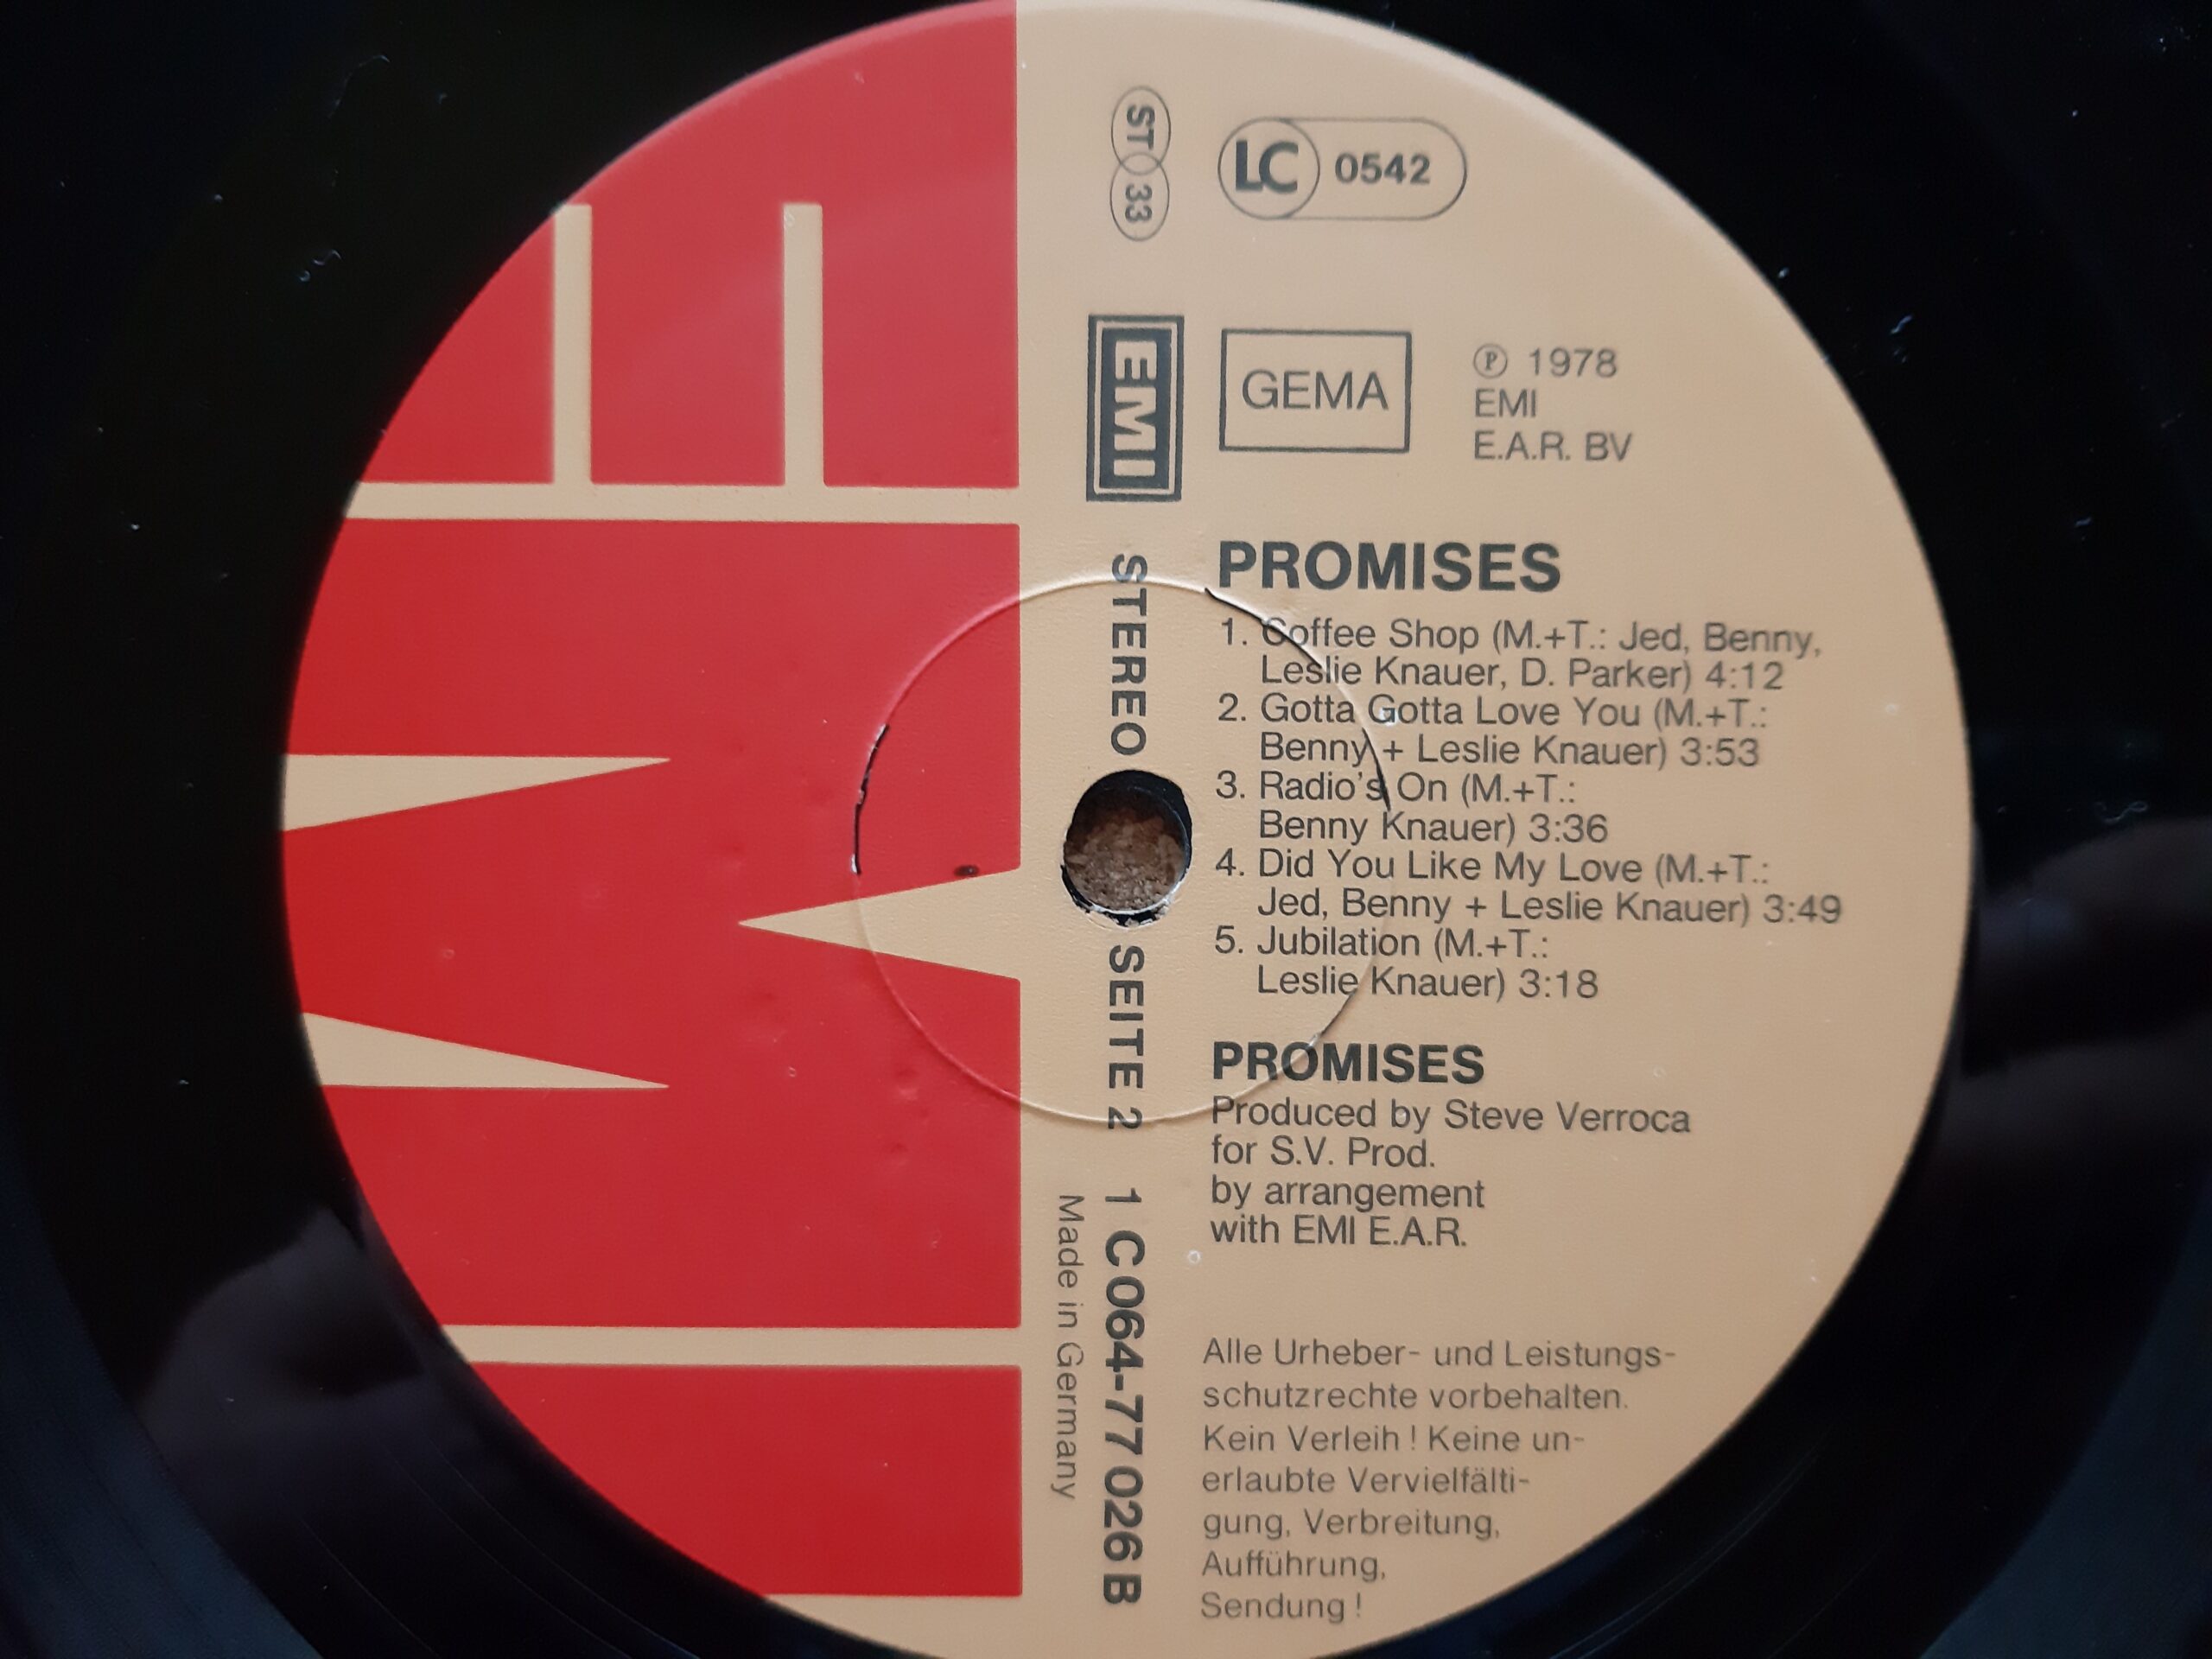 ST 33
LC 0542
EMI
GEMA
℗ 1978
EMI
E.A.R. BV
PROMISES
1. Coffee Shop (M.+T.: Jed, Benny,
Leslie Knauer, D. Parker) 4:12
2. Gotta Gotta Love You (M.+T.:
Benny + Leslie Knauer) 3:53
3. Radio's On (M.+T.:
Benny Knauer) 3:36
4. Did You Like My Love (M.+T.:
Jed, Benny + Leslie Knauer) 3:49
5. Jubilation (M.+T.:
Leslie Knauer) 3:18
PROMISES
Produced by Steve Verroca
for S.V. Prod.
by arrangement
with EMI E.A.R.
Alle Urheber- und Leistungs-
schutzrechte vorbehalten.
Kein Verleih! Keine un-
erlaubte Vervielfälti-
gung, Verbreitung,
Aufführung,
Sendung!
STEREO SEITE 2 1 C 064-77 026 B
Made in Germany
EMI